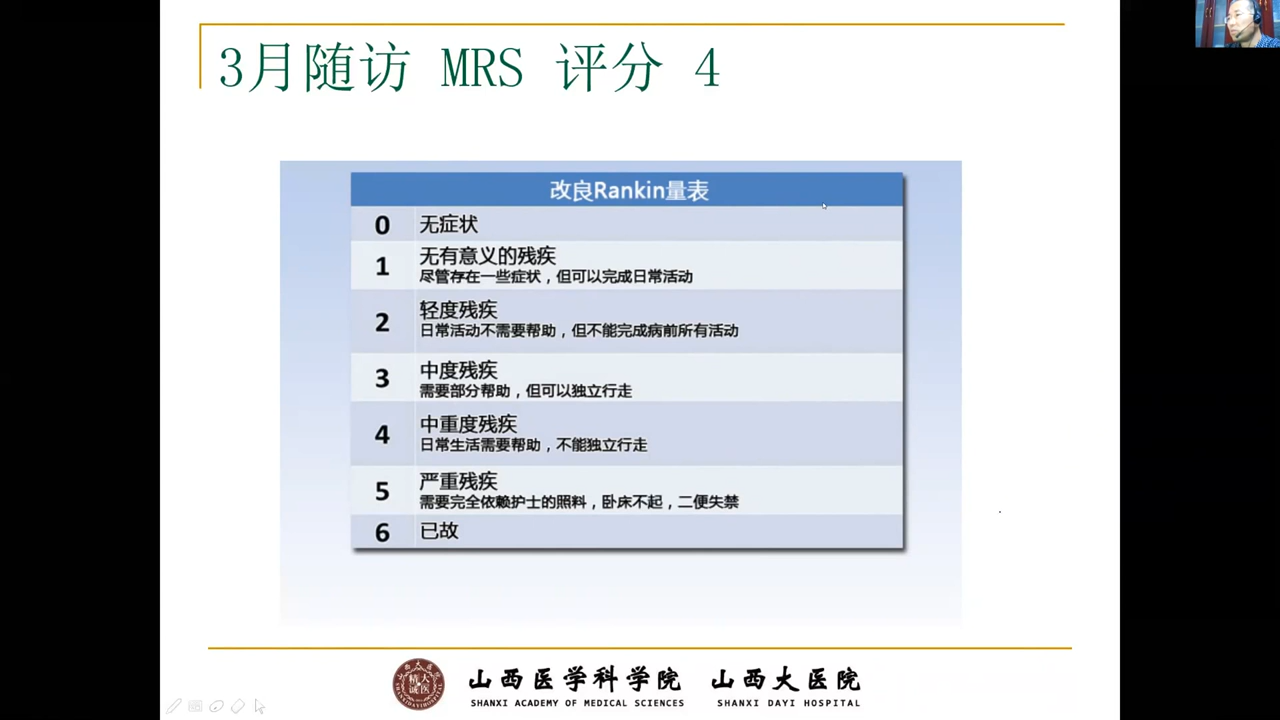 3月随访 MRS 评分 4
改良Rankin量表
0 无症状
1 无有意义的残疾
尽管存在一些症状，但可以完成日常活动
2 轻度残疾
日常活动不需要帮助，但不能完成病前所有活动
3 中度残疾
需要部分帮助，但可以独立行走
4 中重度残疾
日常生活需要帮助，不能独立行走
5 严重残疾
需要完全依赖护士的照料，卧床不起，二便失禁
6 已故
山西医学科学院 山西大医院
SHANXI ACADEMY OF MEDICAL SCIENCES SHANXI DAYI HOSPITAL